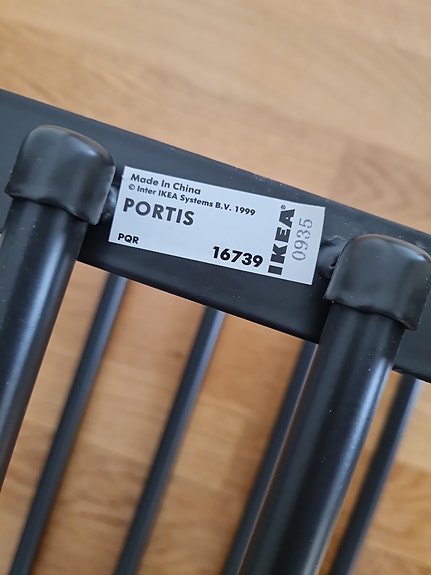 Made In China
© Inter IKEA Systems B.V. 1999
PORTIS
PQR
16739
IKEA®
0935